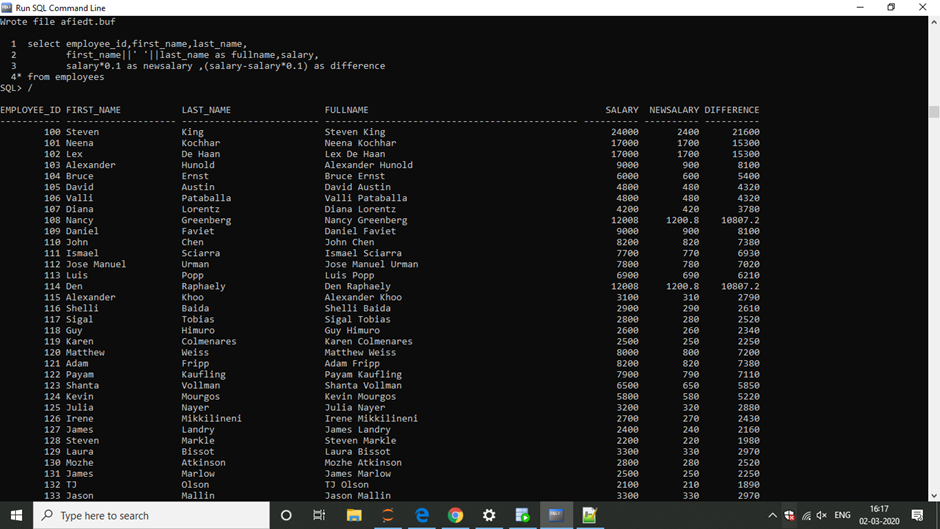 Run SQL Command Line
Wrote file afiedt.buf
1 select employee_id,first_name,last_name,
2 first_name||' '||last_name as fullname,salary,
3 salary*0.1 as newsalary ,(salary-salary*0.1) as difference
4* from employees
SQL> /
EMPLOYEE_ID FIRST_NAME LAST_NAME FULLNAME SALARY NEWSALARY DIFFERENCE
----------- -------------------- ------------------------- ---------------------------------------------- ---------- ---------- ----------
100 Steven King Steven King 24000 2400 21600
101 Neena Kochhar Neena Kochhar 17000 1700 15300
102 Lex De Haan Lex De Haan 17000 1700 15300
103 Alexander Hunold Alexander Hunold 9000 900 8100
104 Bruce Ernst Bruce Ernst 6000 600 5400
105 David Austin David Austin 4800 480 4320
106 Valli Pataballa Valli Pataballa 4800 480 4320
107 Diana Lorentz Diana Lorentz 4200 420 3780
108 Nancy Greenberg Nancy Greenberg 12008 1200.8 10807.2
109 Daniel Faviet Daniel Faviet 9000 900 8100
110 John Chen John Chen 8200 820 7380
111 Ismael Sciarra Ismael Sciarra 7700 770 6930
112 Jose Manuel Urman Jose Manuel Urman 7800 780 7020
113 Luis Popp Luis Popp 6900 690 6210
114 Den Raphaely Den Raphaely 12008 1200.8 10807.2
115 Alexander Khoo Alexander Khoo 3100 310 2790
116 Shelli Baida Shelli Baida 2900 290 2610
117 Sigal Tobias Sigal Tobias 2800 280 2520
118 Guy Himuro Guy Himuro 2600 260 2340
119 Karen Colmenares Karen Colmenares 2500 250 2250
120 Matthew Weiss Matthew Weiss 8000 800 7200
121 Adam Fripp Adam Fripp 8200 820 7380
122 Payam Kaufling Payam Kaufling 7900 790 7110
123 Shanta Vollman Shanta Vollman 6500 650 5850
124 Kevin Mourgos Kevin Mourgos 5800 580 5220
125 Julia Nayer Julia Nayer 3200 320 2880
126 Irene Mikkilineni Irene Mikkilineni 2700 270 2430
127 James Landry James Landry 2400 240 2160
128 Steven Markle Steven Markle 2200 220 1980
129 Laura Bissot Laura Bissot 3300 330 2970
130 Mozhe Atkinson Mozhe Atkinson 2800 280 2520
131 James Marlow James Marlow 2500 250 2250
132 TJ Olson TJ Olson 2100 210 1890
133 Jason Mallin Jason Mallin 3300 330 2970
Type here to search
ENG
16:17
02-03-2020